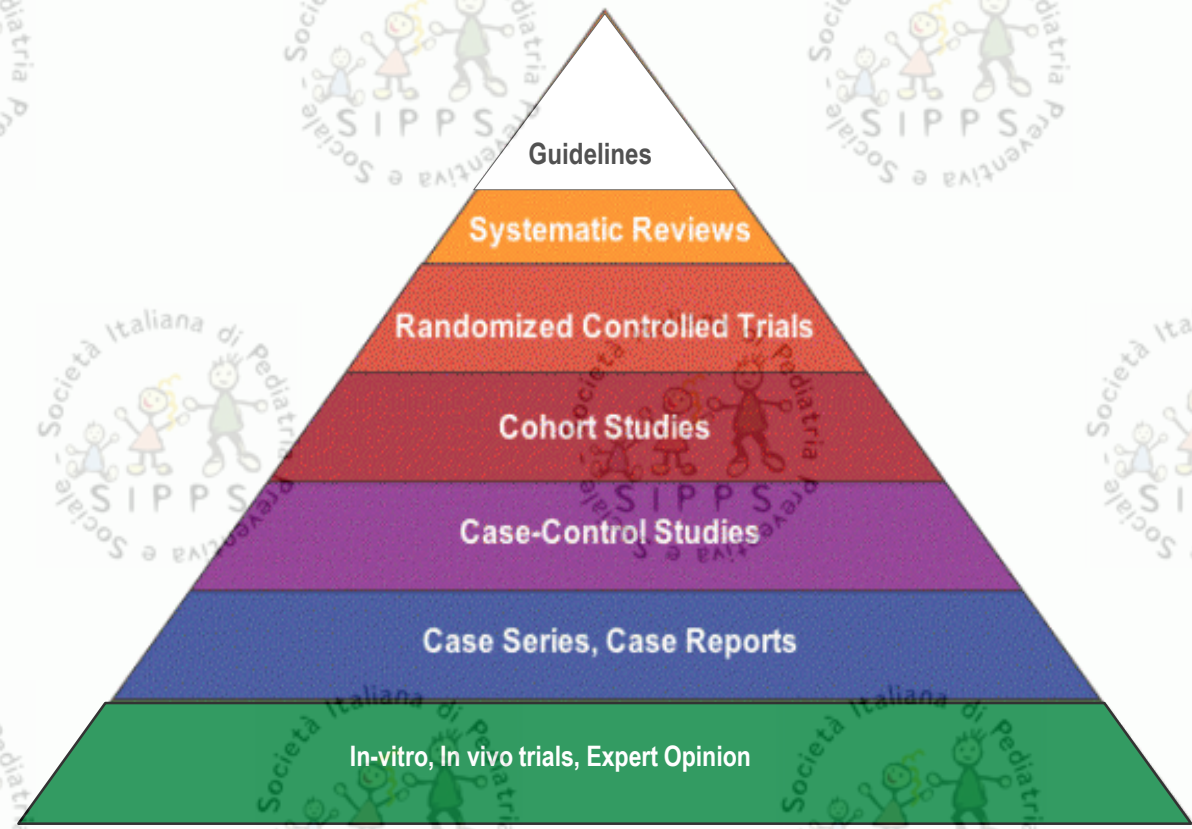 Guidelines
Systematic Reviews
Randomized Controlled Trials
Cohort Studies
Case-Control Studies
Case Series, Case Reports
In-vitro, In vivo trials, Expert Opinion
Società Italiana di Pediatria Preventiva e Sociale -
SIPPS